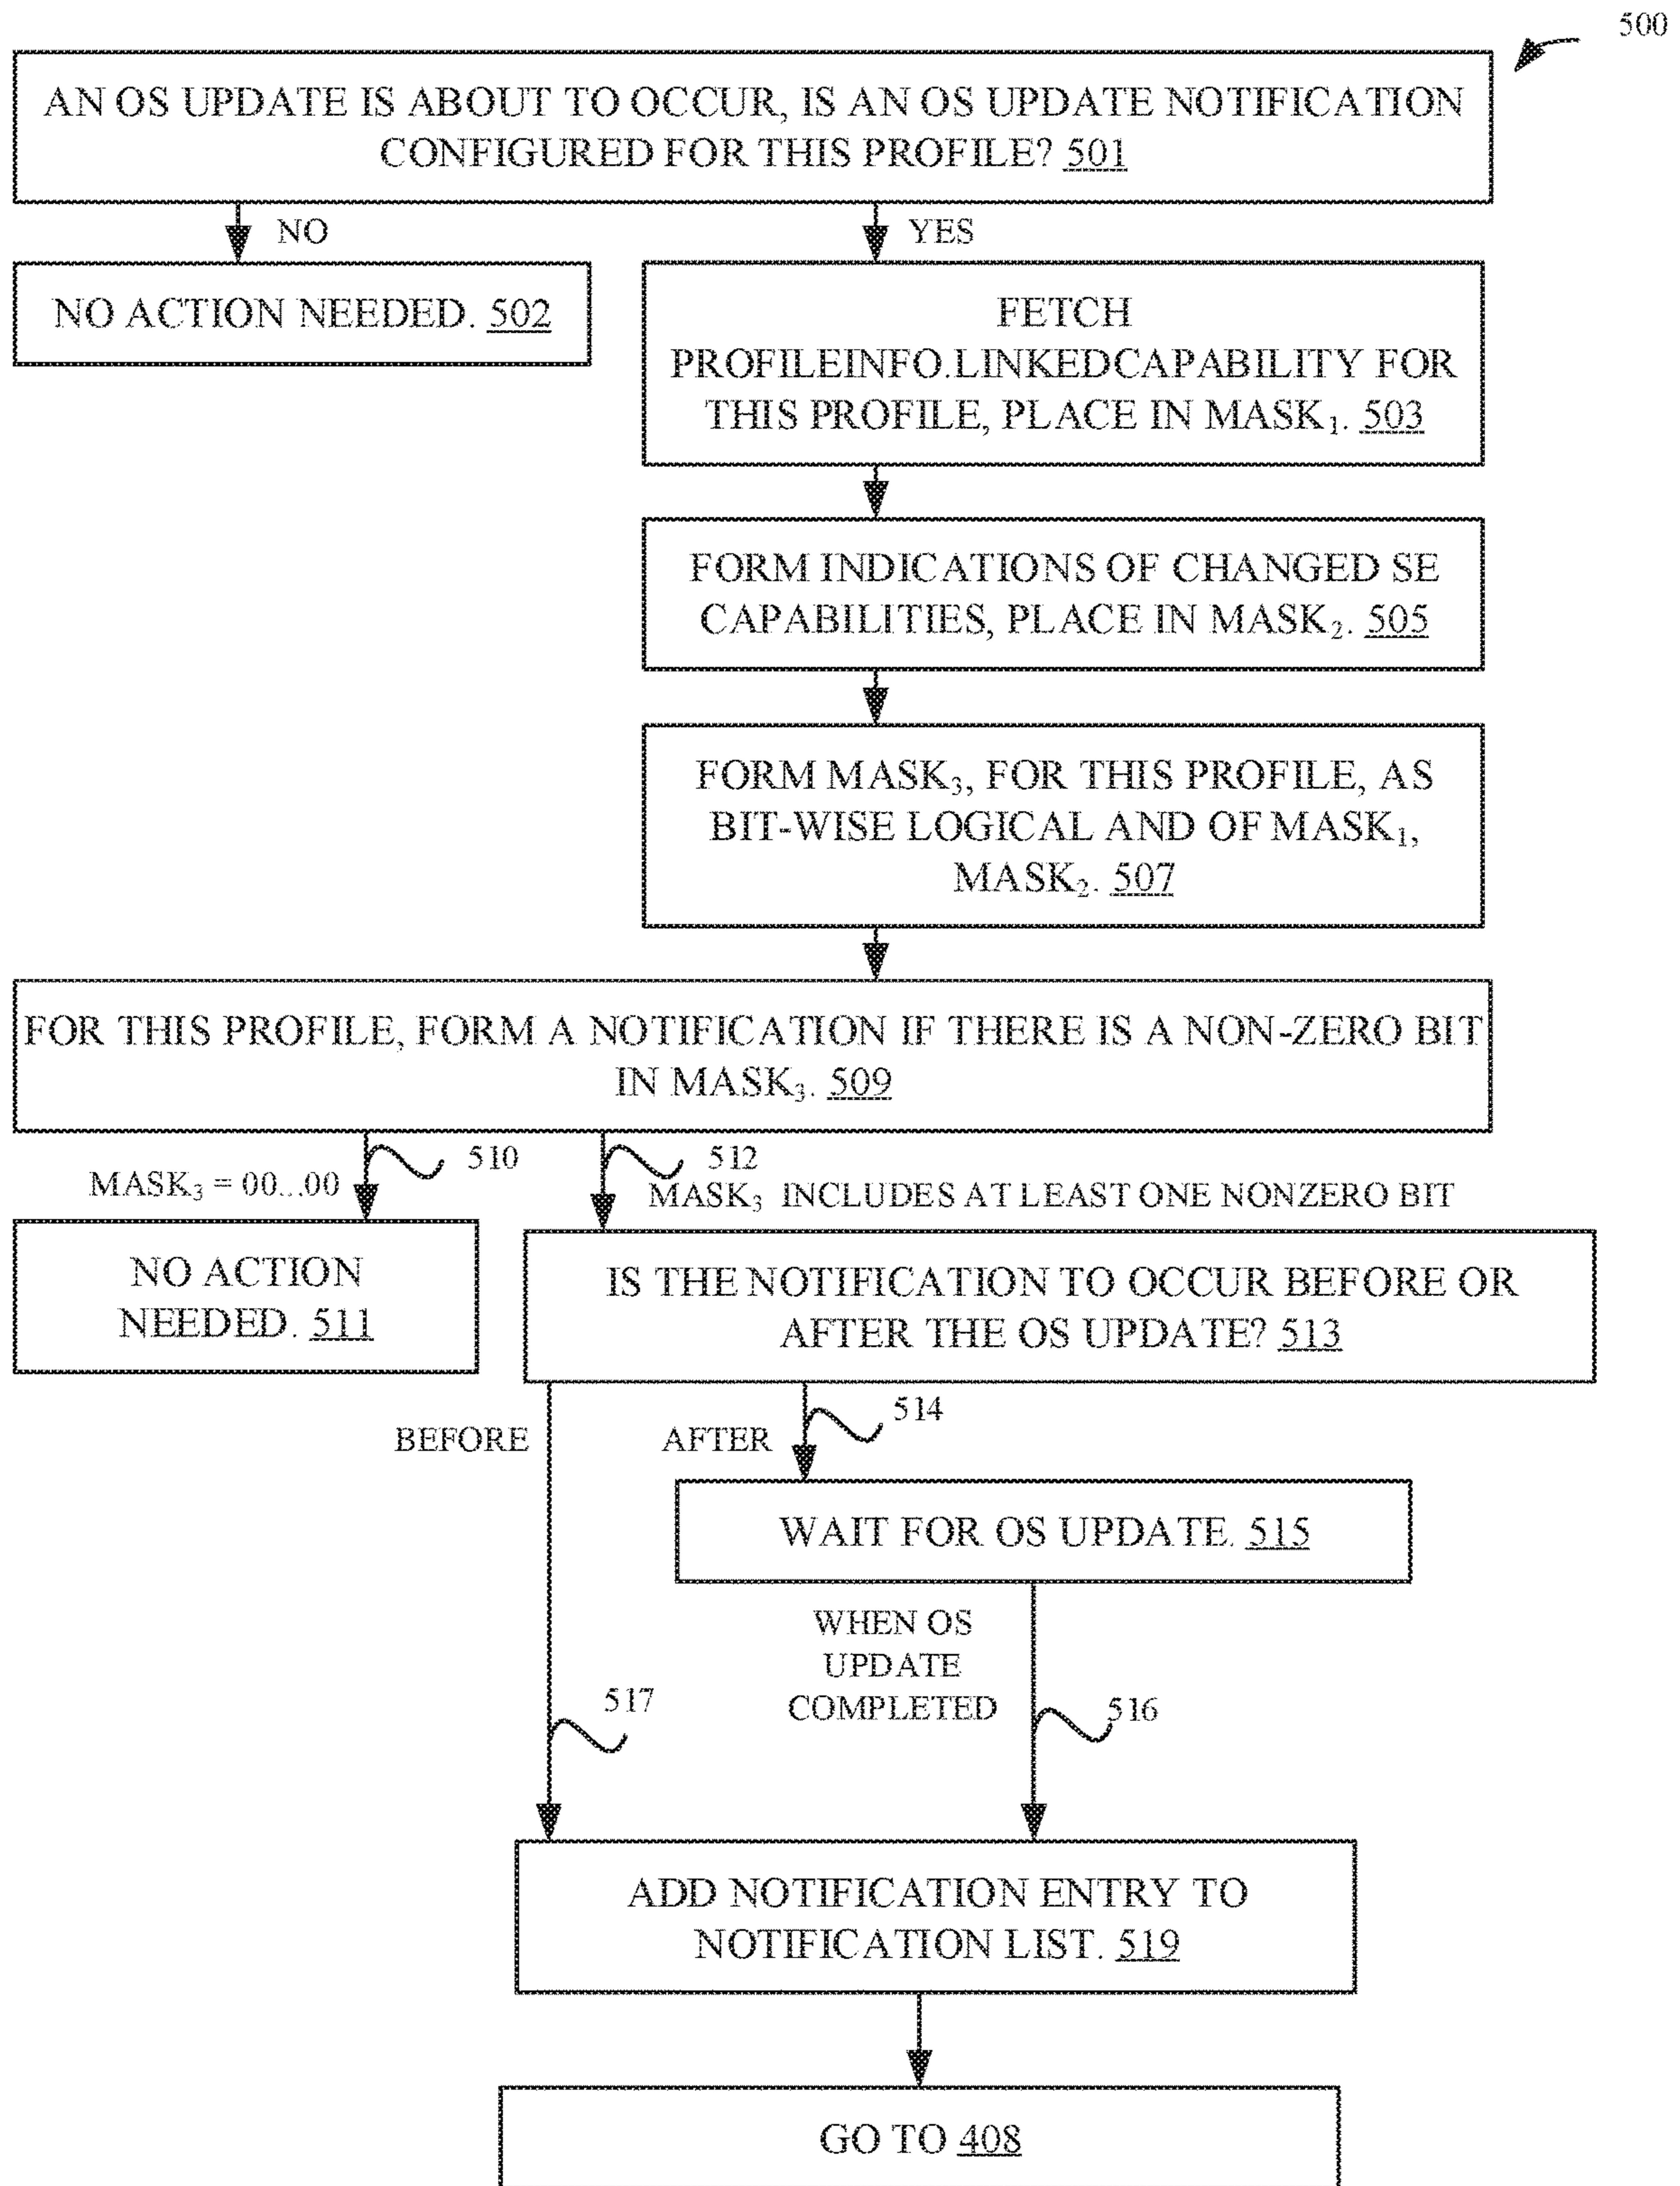 500
AN OS UPDATE IS ABOUT TO OCCUR, IS AN OS UPDATE NOTIFICATION
CONFIGURED FOR THIS PROFILE? 501
NO
YES
NO ACTION NEEDED. 502
FETCH
PROFILEINFO.LINKEDCAPABILITY FOR
THIS PROFILE, PLACE IN MASK₁. 503
FORM INDICATIONS OF CHANGED SE
CAPABILITIES, PLACE IN MASK₂. 505
FORM MASK₃, FOR THIS PROFILE, AS
BIT-WISE LOGICAL AND OF MASK₁,
MASK₂. 507
FOR THIS PROFILE, FORM A NOTIFICATION IF THERE IS A NON-ZERO BIT
IN MASK₃. 509
510
512
MASK₃ = 00...00
MASK₃ INCLUDES AT LEAST ONE NONZERO BIT
NO ACTION
NEEDED. 511
IS THE NOTIFICATION TO OCCUR BEFORE OR
AFTER THE OS UPDATE? 513
514
BEFORE
AFTER
WAIT FOR OS UPDATE. 515
WHEN OS
UPDATE
COMPLETED
517
516
ADD NOTIFICATION ENTRY TO
NOTIFICATION LIST. 519
GO TO 408